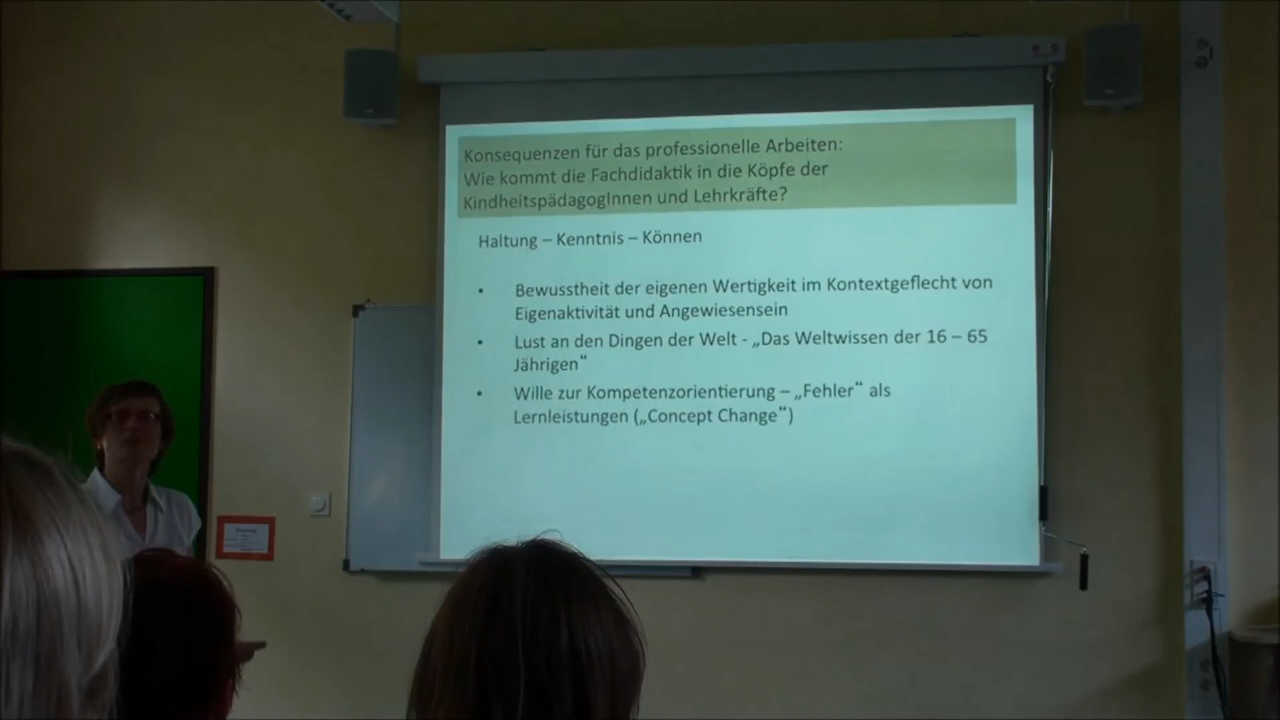 Konsequenzen für das professionelle Arbeiten:
Wie kommt die Fachdidaktik in die Köpfe der
KindheitspädagogInnen und Lehrkräfte?
Haltung – Kenntnis – Können
• Bewusstheit der eigenen Wertigkeit im Kontextgeflecht von
Eigenaktivität und Angewiesensein
• Lust an den Dingen der Welt - „Das Weltwissen der 16 – 65
Jährigen“
• Wille zur Kompetenzorientierung – „Fehler“ als
Lernleistungen („Concept Change“)